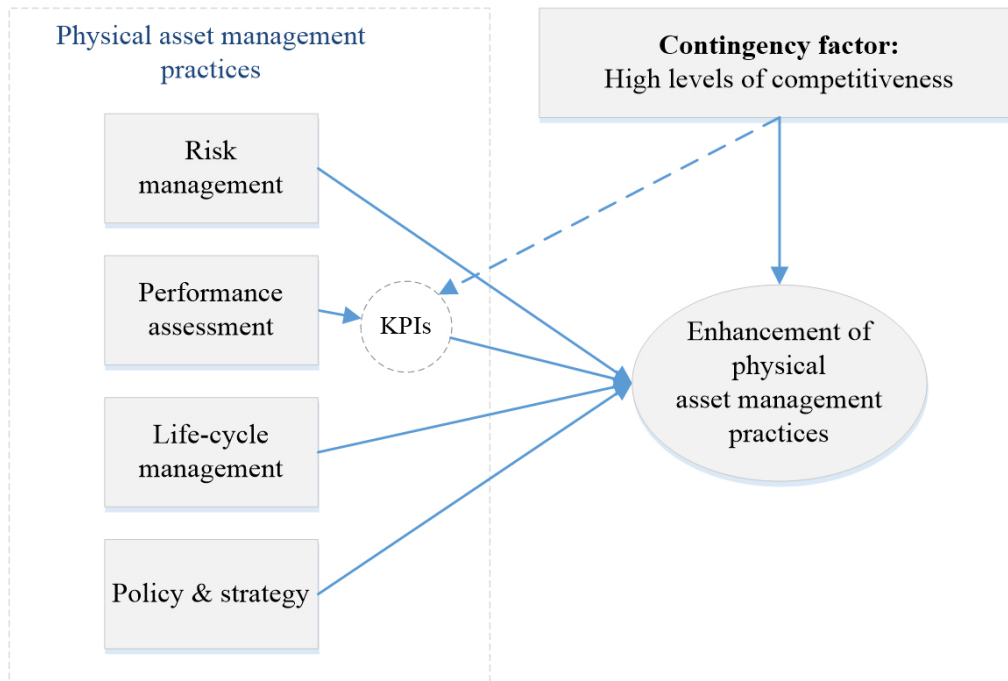 Physical asset management
practices
Contingency factor:
High levels of competitiveness
Risk
management
Performance
assessment
KPIs
Enhancement of
physical
asset management
practices
Life-cycle
management
Policy & strategy